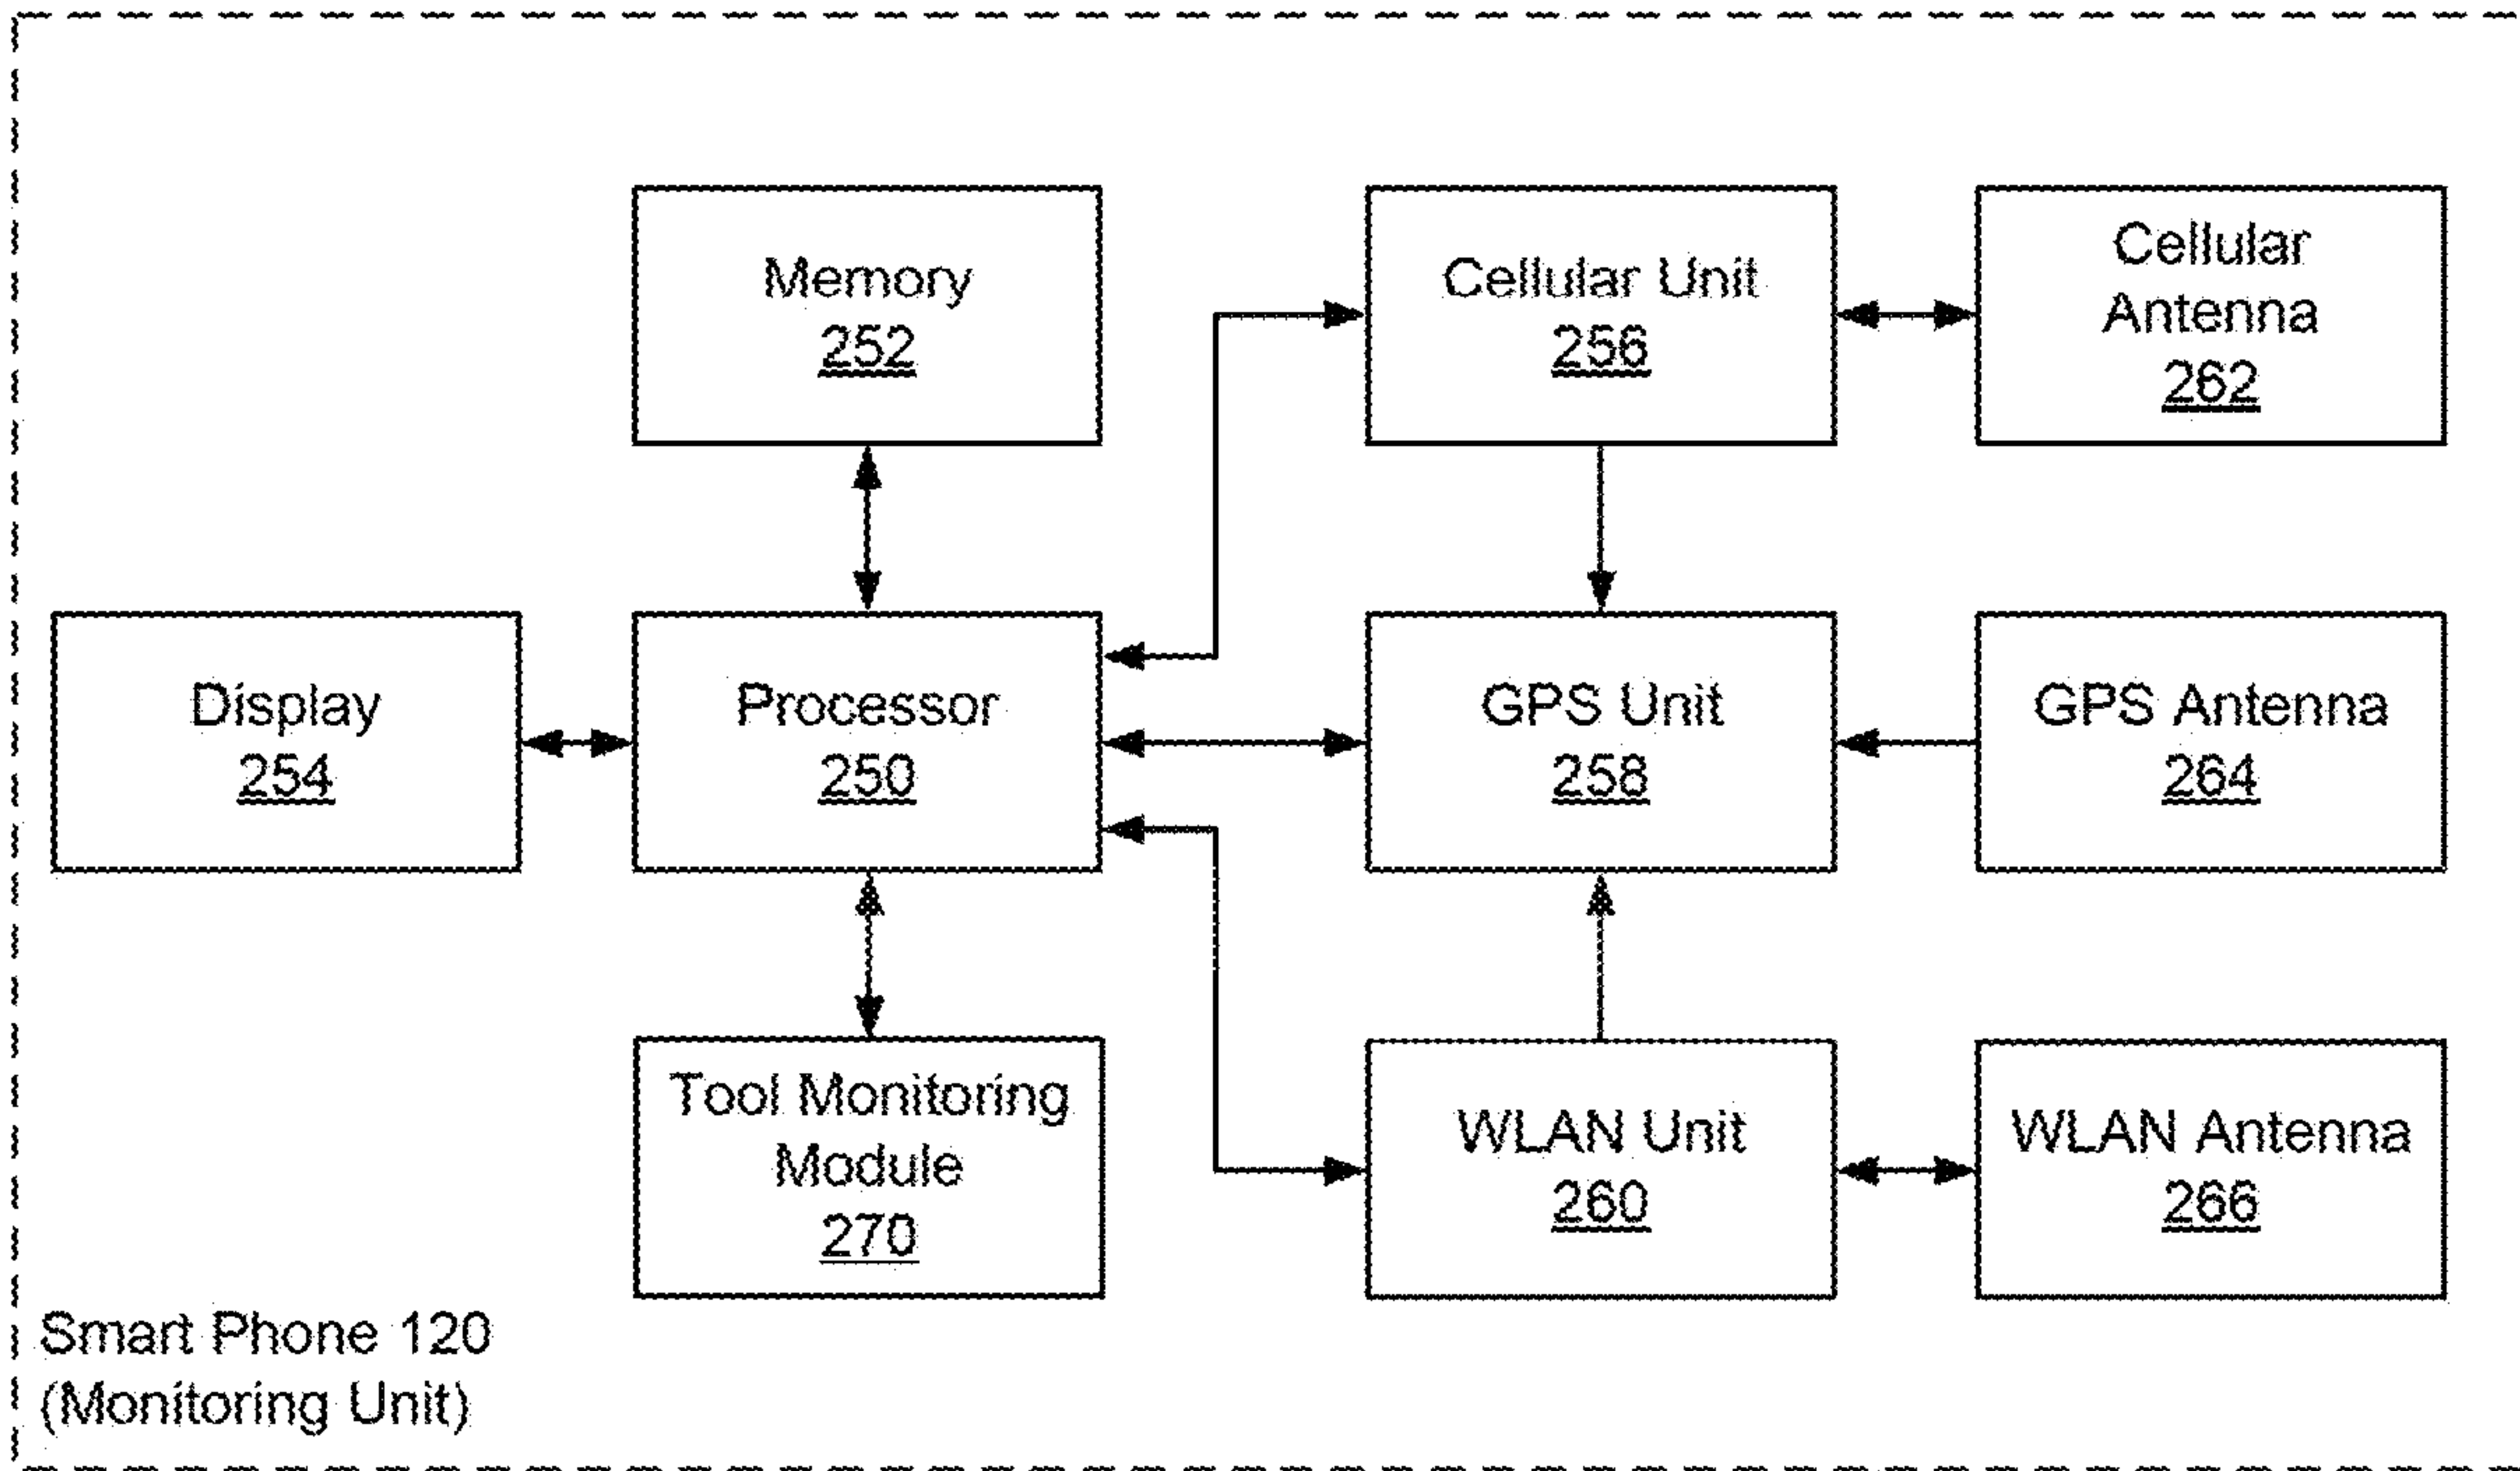 Memory
252
Cellular Unit
256
Cellular
Antenna
262
Display
254
Processor
250
GPS Unit
258
GPS Antenna
264
Tool Monitoring
Module
270
WLAN Unit
260
WLAN Antenna
266
Smart Phone 120
(Monitoring Unit)